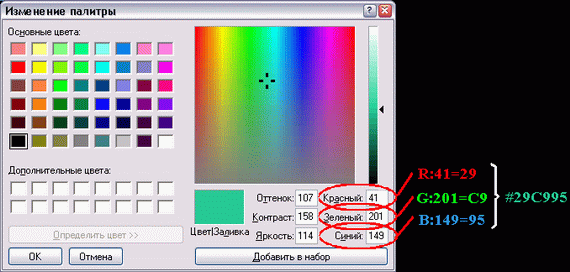 Изменение палитры
Основные цвета:
Дополнительные цвета:
Определить цвет >>
ОК
Отмена
Цвет|Заливка
Оттенок: 107
Контраст: 158
Яркость: 114
Красный: 41
Зеленый: 201
Синий: 149
Добавить в набор
R:41=29
G:201=C9
B:149=95
#29C995